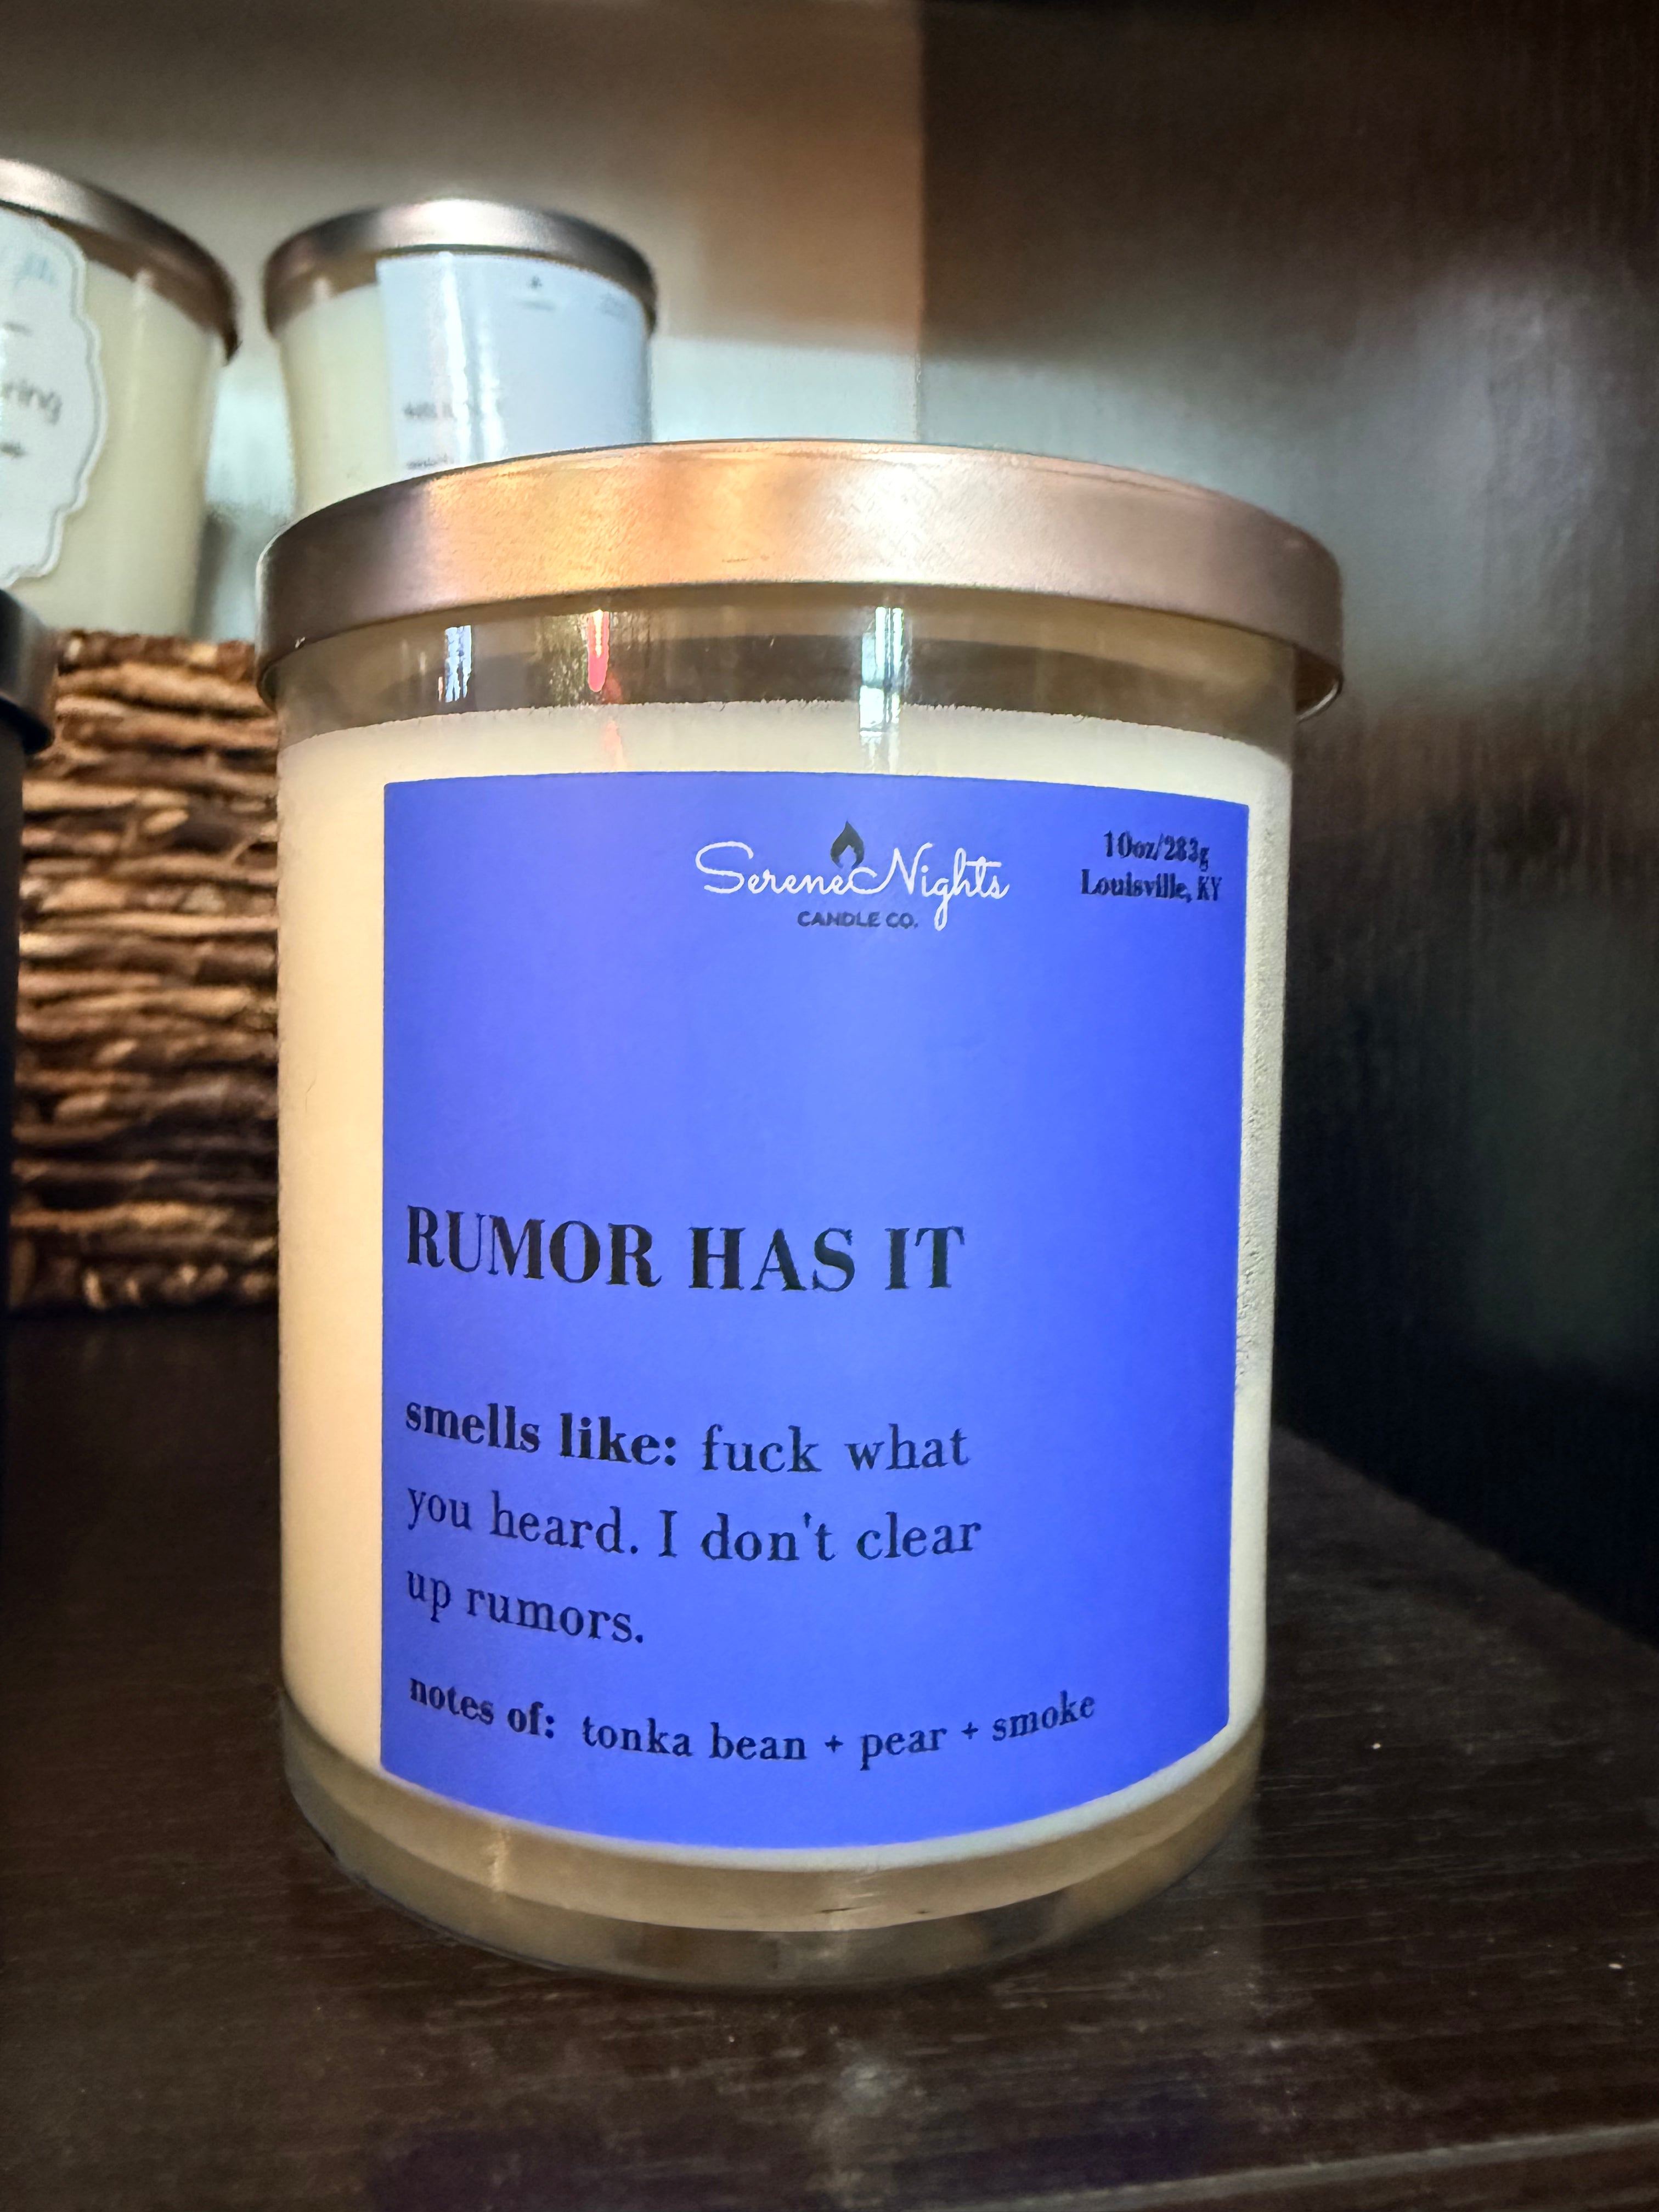 SereneNights
CANDLE CO.
10oz/283g
Louisville, KY
RUMOR HAS IT
smells like: fuck what
you heard. I don't clear
up rumors.
notes of: tonka bean + pear + smoke